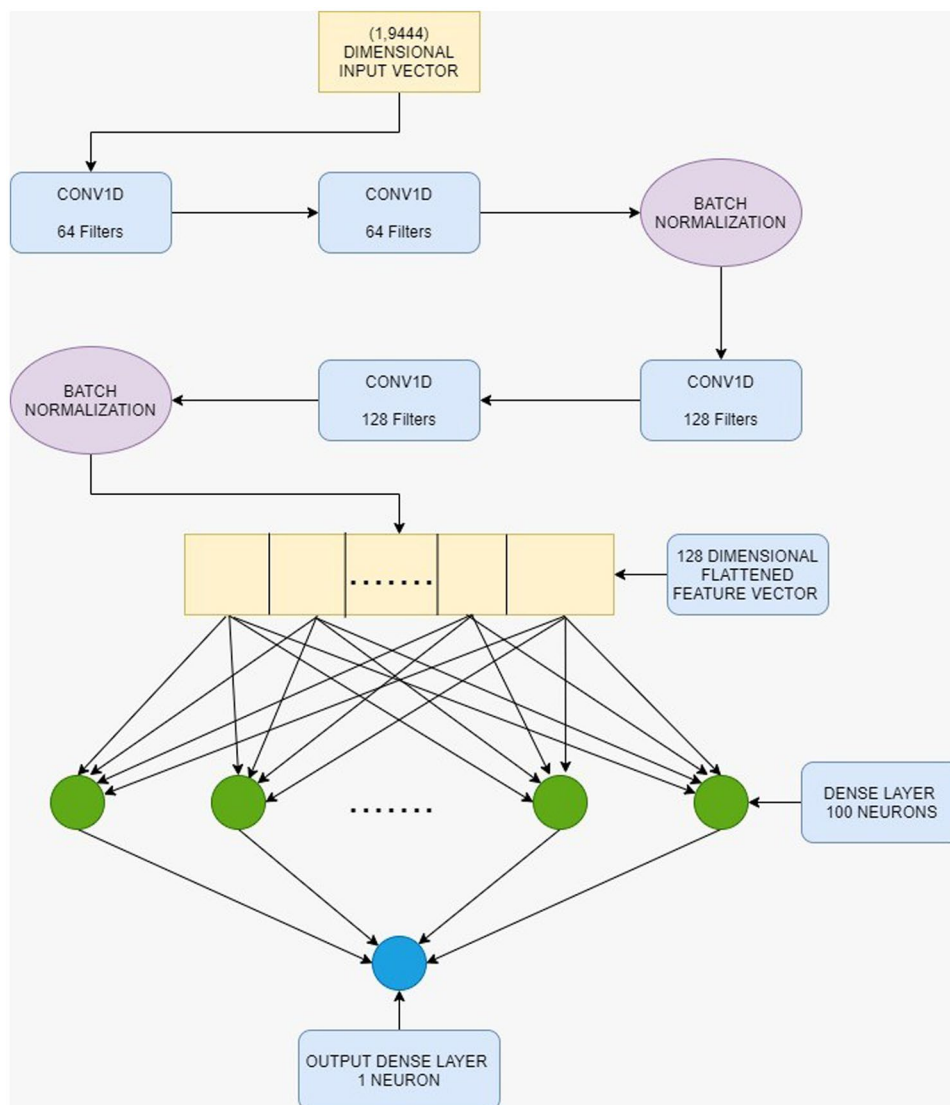 (1,9444)
DIMENSIONAL
INPUT VECTOR
CONV1D
64 Filters
CONV1D
64 Filters
BATCH
NORMALIZATION
BATCH
NORMALIZATION
CONV1D
128 Filters
CONV1D
128 Filters
.......
128 DIMENSIONAL
FLATTENED
FEATURE VECTOR
.......
DENSE LAYER
100 NEURONS
OUTPUT DENSE LAYER
1 NEURON